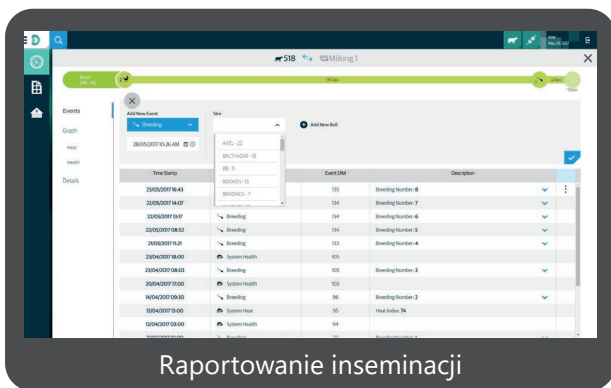 May 28, 2017
518 Milking 1
4 Days
Today
Events
Graph
Heat
Health
Details
Add New Event
Sire
Breeding
Add New Bull
28/05/2017 10:26 AM
AXEL - 22
BALTHAZAR - 18
BB - 5
BOOKEN - 13
BRADNICK - 7
Time Stamp Event DIM Description
23/05/2017 16:43 135 Breeding Number: 8
22/05/2017 14:07 134 Breeding Number: 7
22/05/2017 13:17 Breeding 134 Breeding Number: 6
22/05/2017 08:52 Breeding 134 Breeding Number: 5
21/05/2017 11:21 Breeding 133 Breeding Number: 4
23/04/2017 18:00 System Health 105
23/04/2017 08:03 Breeding 105 Breeding Number: 3
20/04/2017 17:00 System Health 102
14/04/2017 09:30 Breeding 96 Breeding Number: 2
13/04/2017 13:00 System Heat 95 Heat Index: 74
12/04/2017 03:00 System Health 94
Raportowanie inseminacji